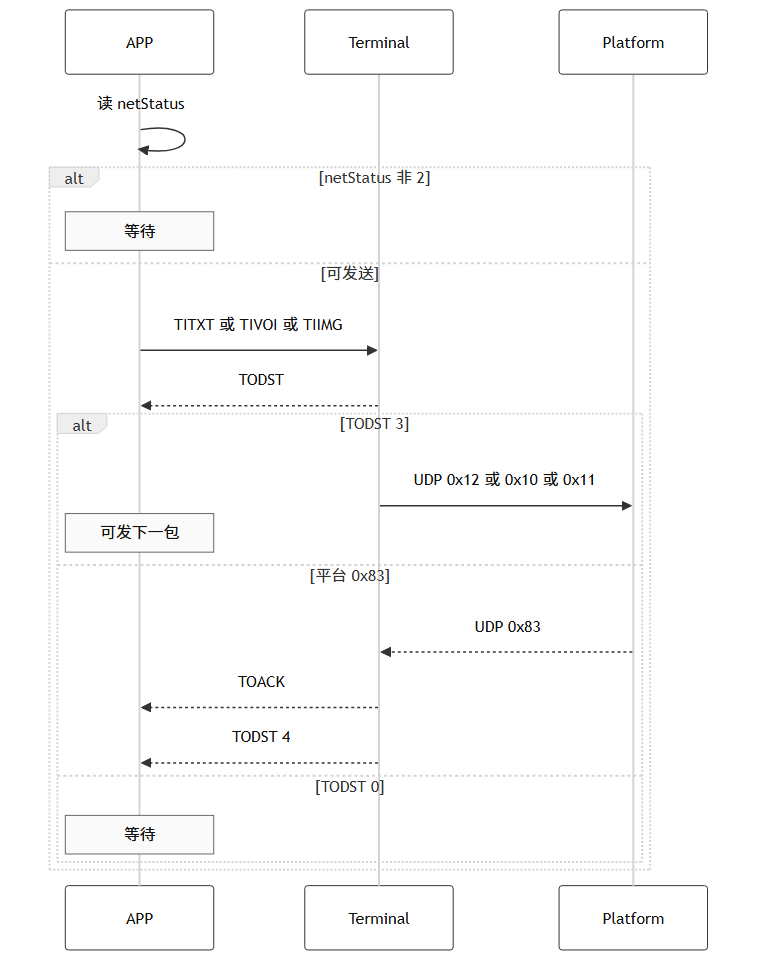 APP
Terminal
Platform
读 netStatus
alt
[netStatus 非 2]
等待
[可发送]
TITXT 或 TIVOI 或 TIIMG
TODST
alt
[TODST 3]
UDP 0x12 或 0x10 或 0x11
可发下一包
[平台 0x83]
UDP 0x83
TOACK
TODST 4
[TODST 0]
等待
APP
Terminal
Platform